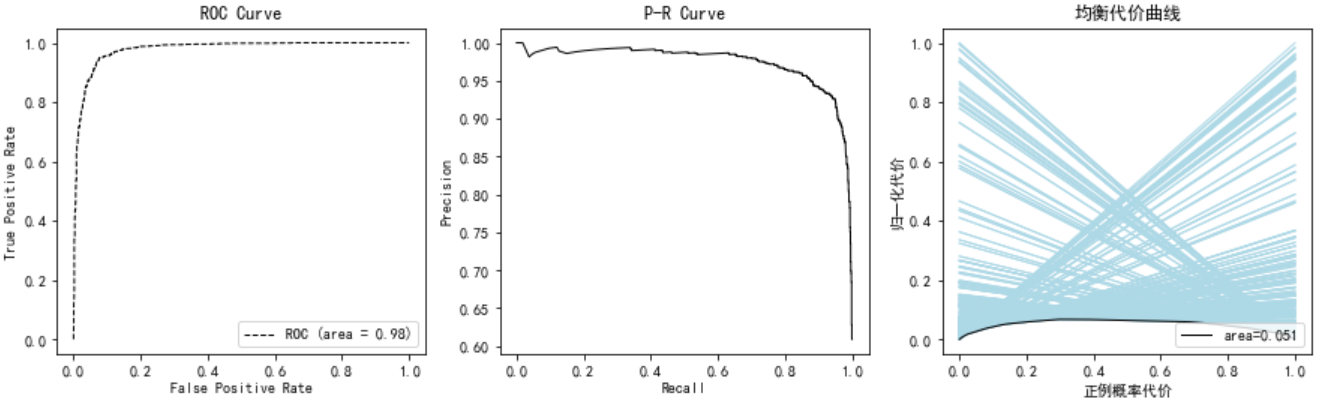 ROC Curve
1.0
0.8
0.6
0.4
0.2
0.0
True Positive Rate
ROC (area = 0.98)
0.0 0.2 0.4 0.6 0.8 1.0
False Positive Rate
P-R Curve
1.00
0.95
0.90
0.85
0.80
0.75
0.70
0.65
0.60
Precision
0.0 0.2 0.4 0.6 0.8 1.0
Recall
均衡代价曲线
1.0
0.8
0.6
0.4
0.2
0.0
归一化代价
area=0.051
0.0 0.2 0.4 0.6 0.8 1.0
正例概率代价